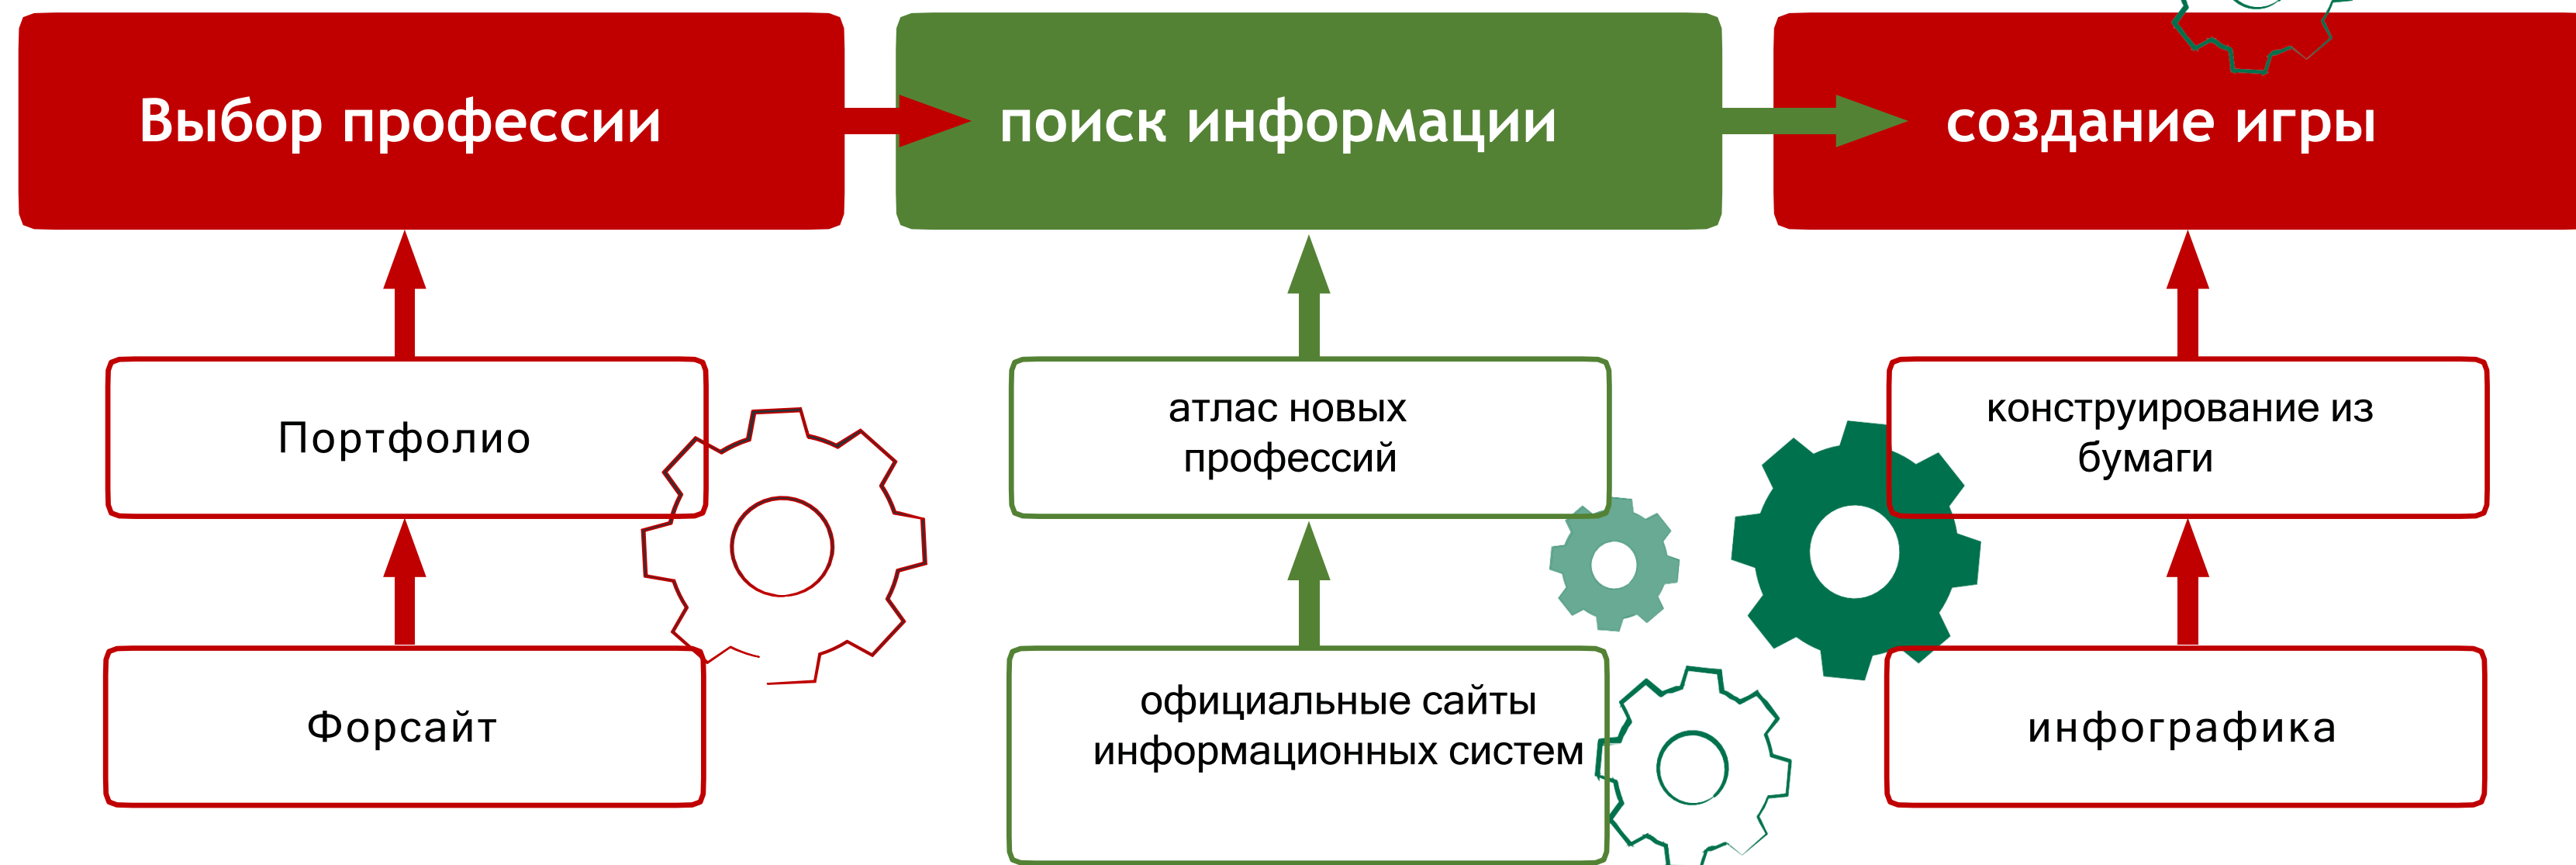 Выбор профессии
поиск информации
создание игры
Портфолио
атлас новых
профессий
конструирование из
бумаги
Форсайт
официальные сайты
информационных систем
инфографика